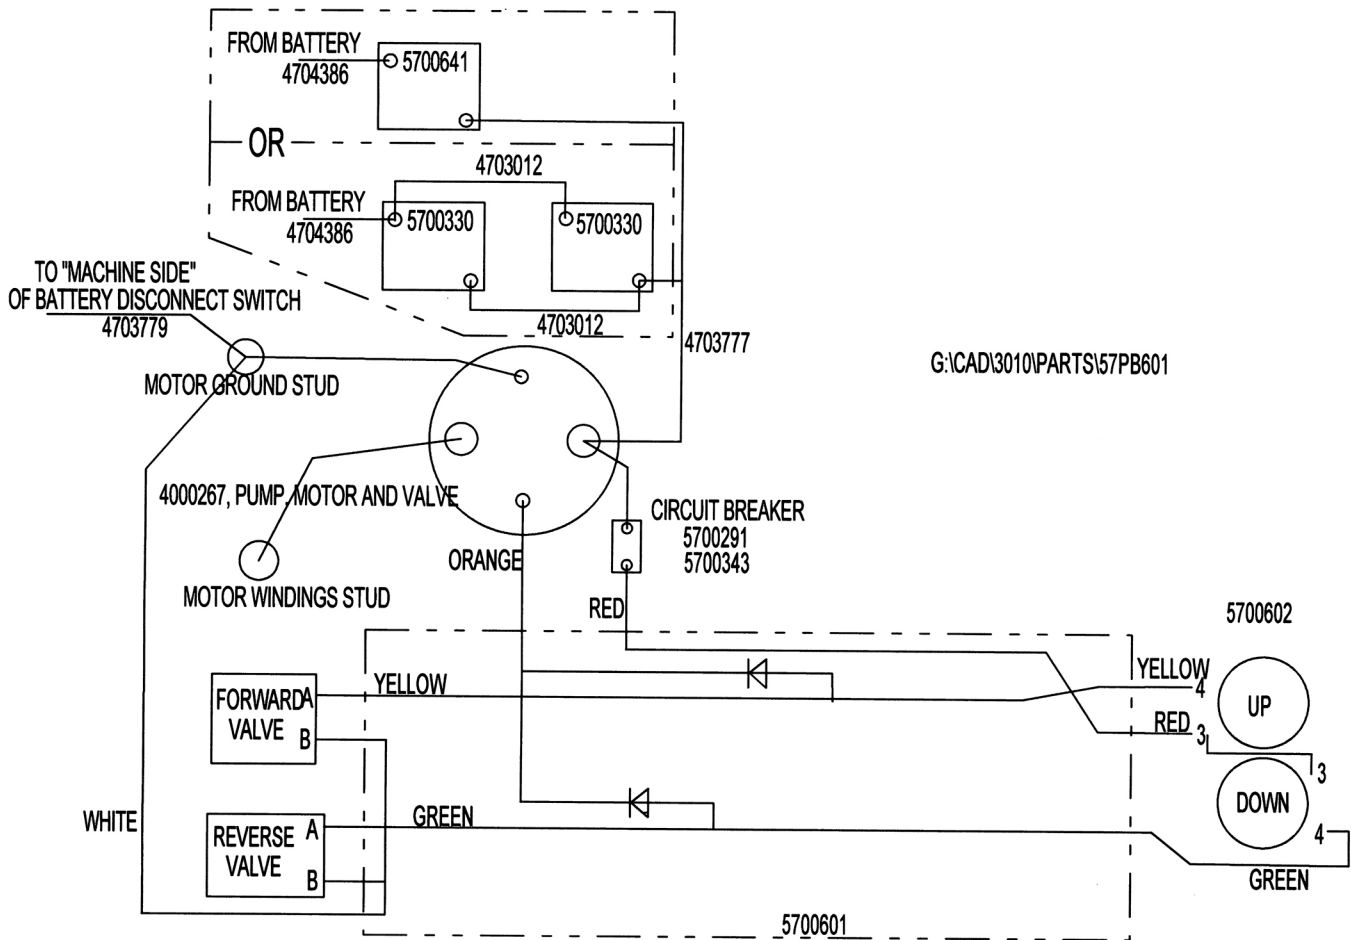 FROM BATTERY
4704386
5700641
OR
4703012
FROM BATTERY
4704386
5700330
5700330
TO "MACHINE SIDE"
OF BATTERY DISCONNECT SWITCH
4703779
4703012
4703777
MOTOR GROUND STUD
G:\CAD\3010\PARTS\57PB601
4000267, PUMP, MOTOR AND VALVE
CIRCUIT BREAKER
5700291
5700343
ORANGE
MOTOR WINDINGS STUD
RED
5700602
YELLOW
4
YELLOW
FORWARD
VALVE
A
B
UP
RED
3
3
WHITE
GREEN
REVERSE
VALVE
A
B
DOWN
4
GREEN
5700601